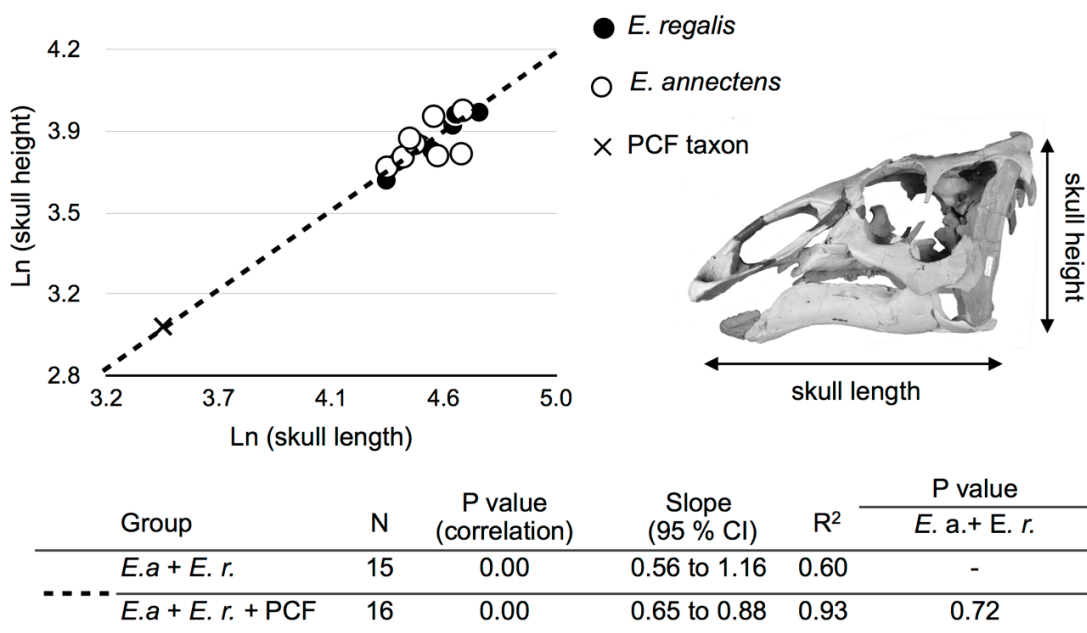 4.2
3.9
3.5
3.2
2.8
Ln (skull height)
3.2 3.7 4.1 4.6 5.0
Ln (skull length)
E. regalis
E. annectens
PCF taxon
skull height
skull length
P value
Group N P value (correlation) Slope (95 % CI) R² E. a.+ E. r.
E.a + E. r. 15 0.00 0.56 to 1.16 0.60 -
E.a + E. r. + PCF 16 0.00 0.65 to 0.88 0.93 0.72